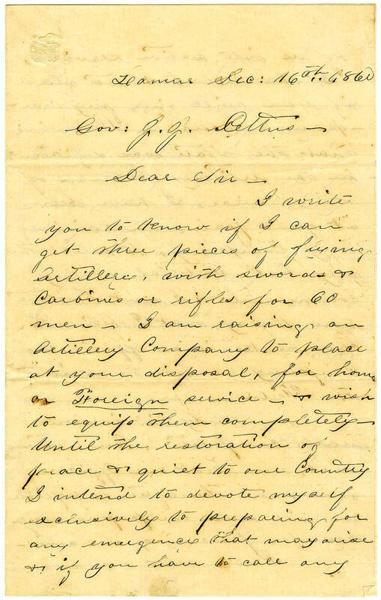 Lamar Dec: 16th. 1860
Gov: J. J. Pettus –
Dear Sir –
I write
you to know if I can
get three pieces of
Artillery, with swords &
Carbines or rifles for 60
men – I am raising an
Artillery Company to place
at your disposal, for home
or Foreign service – & wish
to equip them completely –
Until the restoration of
peace & quiet to our Country
I intend to devote myself
exclusively to preparing for
any emergence that may arise
& if you have to call any